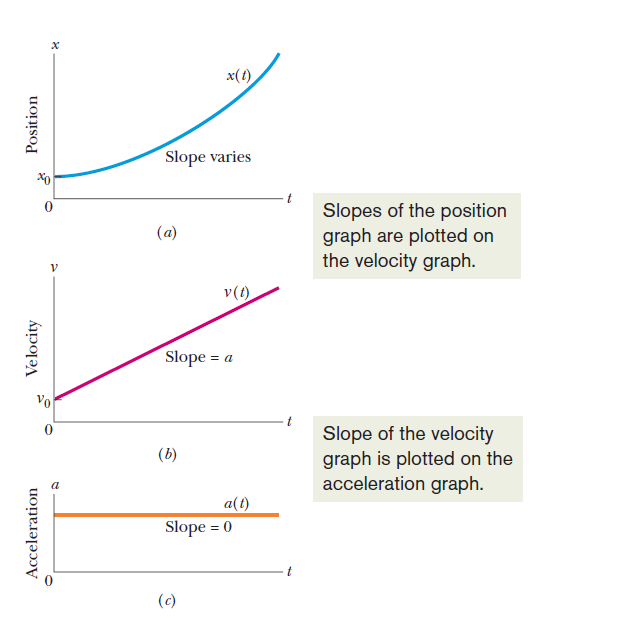 x
x(t)
Position
Slope varies
x0
0
t
(a)
Slopes of the position
graph are plotted on
the velocity graph.
v
v(t)
Velocity
Slope = a
v0
0
t
(b)
Slope of the velocity
graph is plotted on the
acceleration graph.
a
a(t)
Acceleration
Slope = 0
0
t
(c)